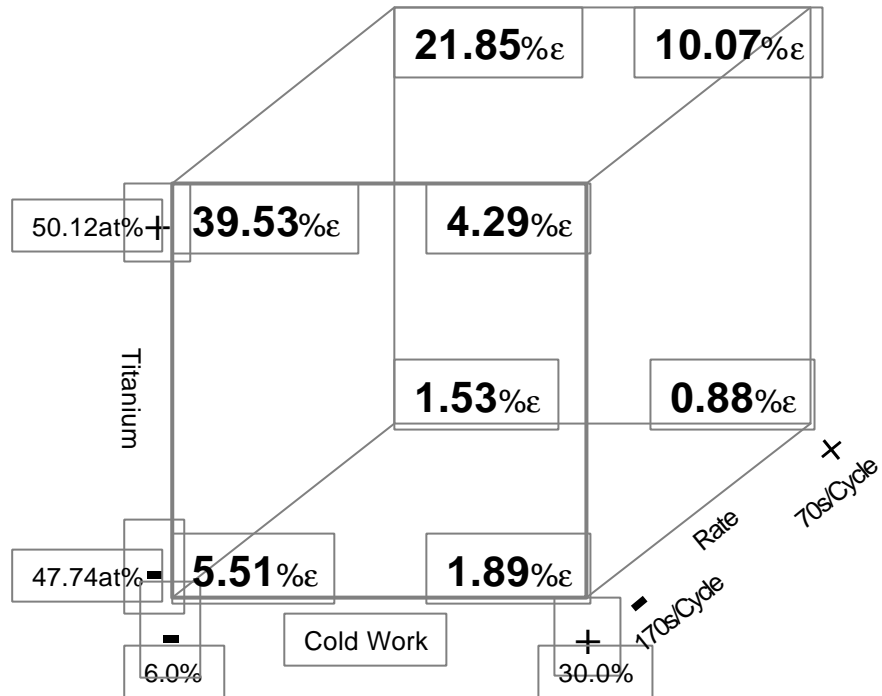 21.85%ε 10.07%ε
50.12at% + 39.53%ε 4.29%ε
Titanium
1.53%ε 0.88%ε
+
70s/Cycle
Rate
47.74at% - 5.51%ε 1.89%ε
-
170s/Cycle
- Cold Work +
6.0% 30.0%